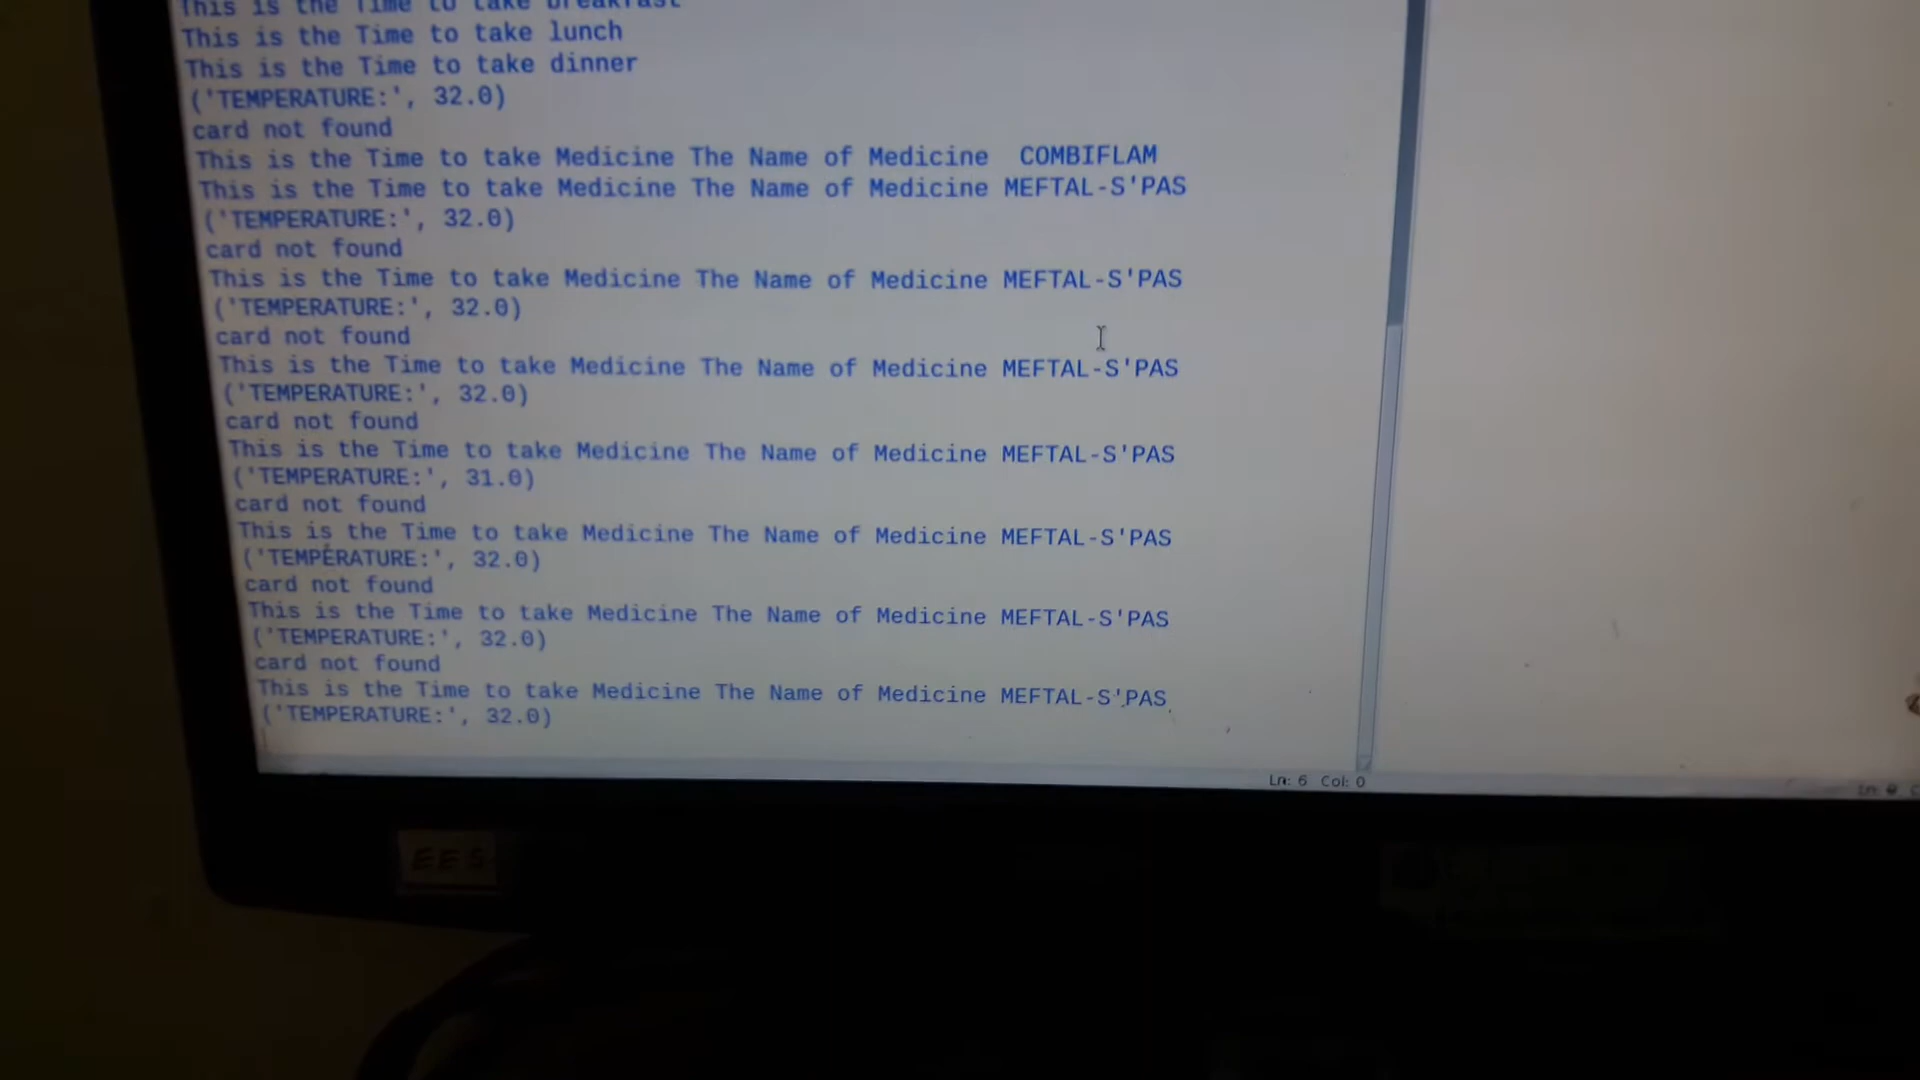 This is the Time to take breakfast
This is the Time to take lunch
This is the Time to take dinner
('TEMPERATURE:', 32.0)
card not found
This is the Time to take Medicine The Name of Medicine  COMBIFLAM
This is the Time to take Medicine The Name of Medicine MEFTAL-S'PAS
('TEMPERATURE:', 32.0)
card not found
This is the Time to take Medicine The Name of Medicine MEFTAL-S'PAS
('TEMPERATURE:', 32.0)
card not found
This is the Time to take Medicine The Name of Medicine MEFTAL-S'PAS
('TEMPERATURE:', 32.0)
card not found
This is the Time to take Medicine The Name of Medicine MEFTAL-S'PAS
('TEMPERATURE:', 31.0)
card not found
This is the Time to take Medicine The Name of Medicine MEFTAL-S'PAS
('TEMPERATURE:', 32.0)
card not found
This is the Time to take Medicine The Name of Medicine MEFTAL-S'PAS
('TEMPERATURE:', 32.0)
card not found
This is the Time to take Medicine The Name of Medicine MEFTAL-S'PAS
('TEMPERATURE:', 32.0)
Ln: 6 Col: 0